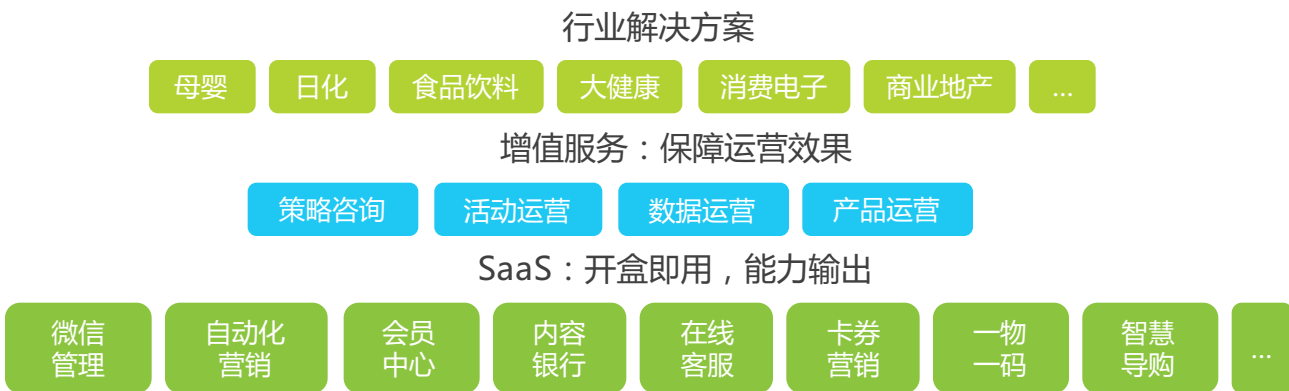 行业解决方案
母婴 日化 食品饮料 大健康 消费电子 商业地产 …
增值服务：保障运营效果
策略咨询 活动运营 数据运营 产品运营
SaaS：开盒即用，能力输出
微信 自动化 会员 内容 在线 卡券 一物 智慧
管理 营销 中心 银行 客服 营销 一码 导购 …